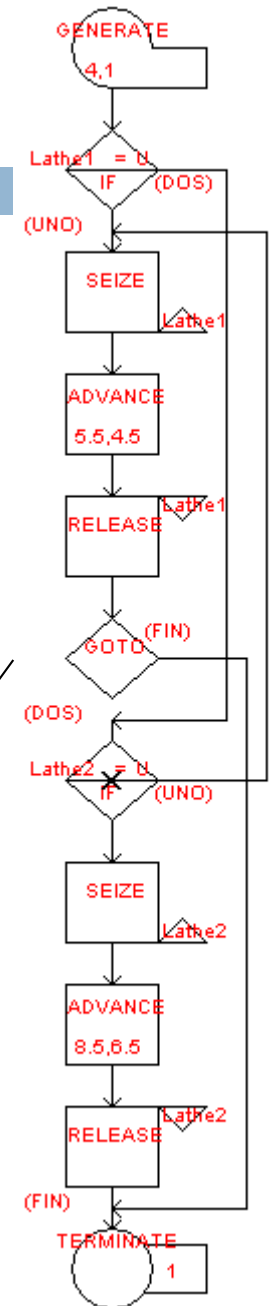 GENERATE
4,1
Lathe1 = U
IF (DOS)
(UNO)
SEIZE
Lathe1
ADVANCE
5.5,4.5
Lathe1
RELEASE
(FIN)
GOTO
(DOS)
Lathe2 = U
IF (UNO)
SEIZE
Lathe2
ADVANCE
8.5,6.5
Lathe2
RELEASE
(FIN)
TERMINATE
1